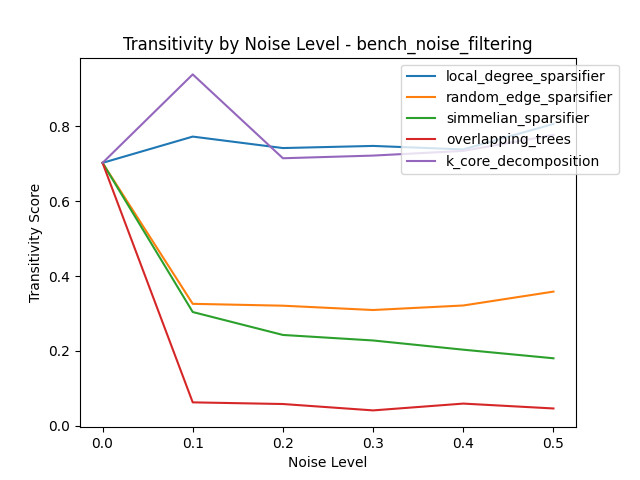 Transitivity by Noise Level - bench_noise_filtering
local_degree_sparsifier
random_edge_sparsifier
simmelian_sparsifier
overlapping_trees
k_core_decomposition
Transitivity Score
0.8
0.6
0.4
0.2
0.0
0.0 0.1 0.2 0.3 0.4 0.5
Noise Level